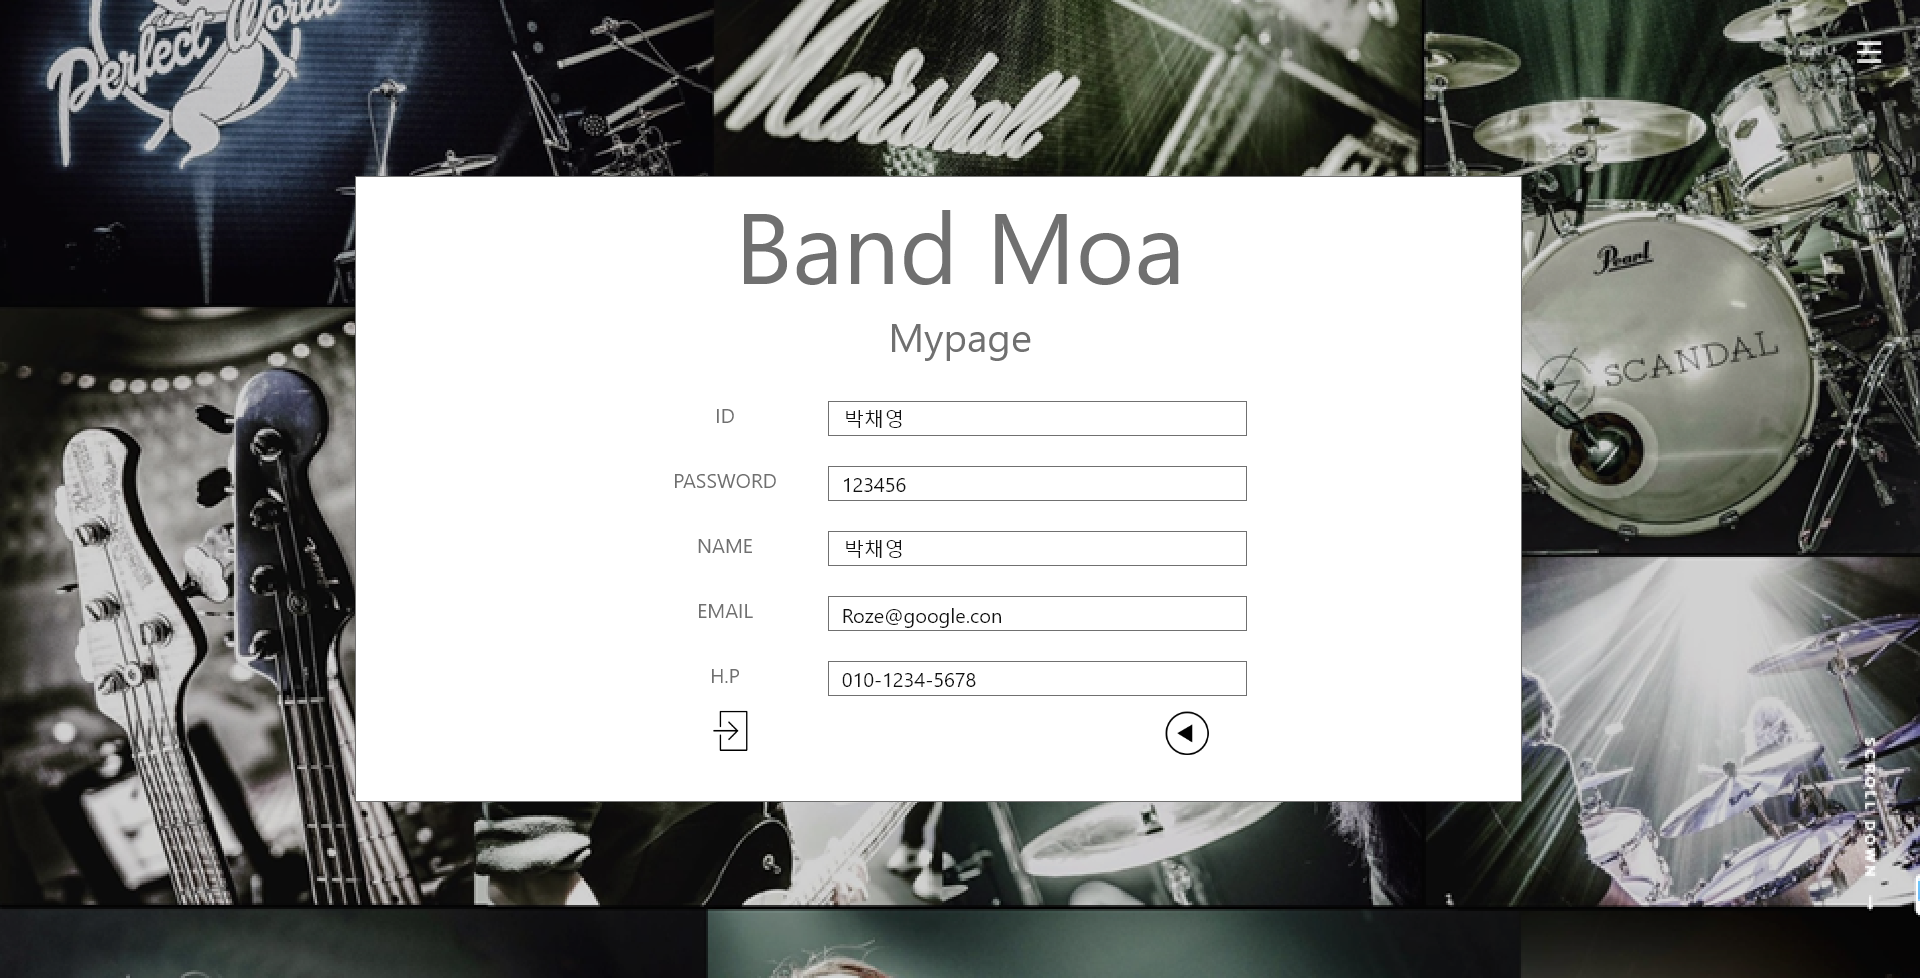 Perfect World
Marshall
Pearl
SCANDAL
Band Moa
Mypage
ID 박채영
PASSWORD 123456
NAME 박채영
EMAIL Roze@google.con
H.P 010-1234-5678
SCROLL DOWN